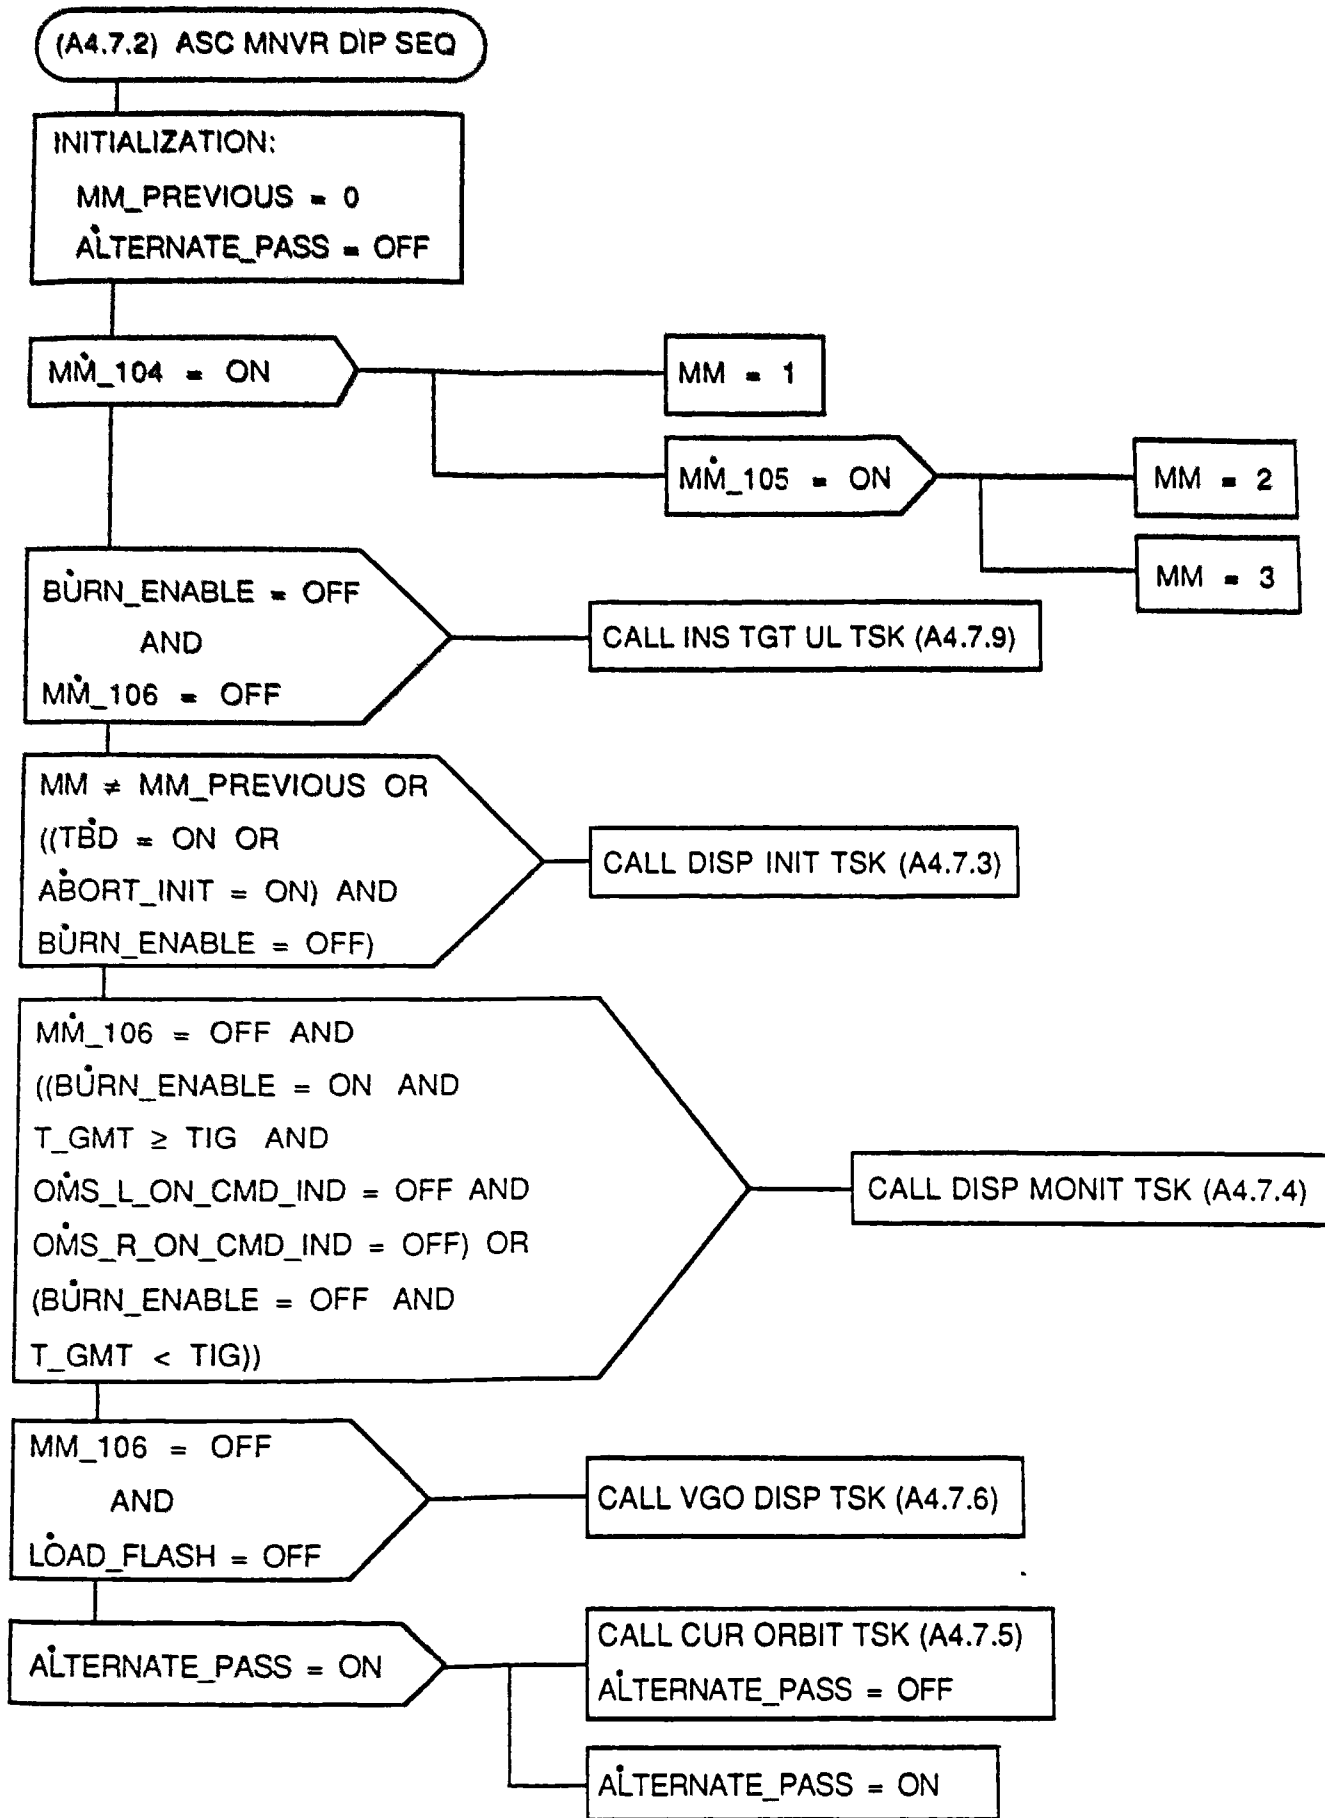 (A4.7.2) ASC MNVR DIP SEQ
INITIALIZATION:
MM_PREVIOUS = 0
ALTERNATE_PASS = OFF
MM_104 = ON
MM = 1
MM_105 = ON
MM = 2
MM = 3
BURN_ENABLE = OFF
AND
MM_106 = OFF
CALL INS TGT UL TSK (A4.7.9)
MM ≠ MM_PREVIOUS OR
((TBD = ON OR
ABORT_INIT = ON) AND
BURN_ENABLE = OFF)
CALL DISP INIT TSK (A4.7.3)
MM_106 = OFF AND
((BURN_ENABLE = ON AND
T_GMT ≥ TIG AND
OMS_L_ON_CMD_IND = OFF AND
OMS_R_ON_CMD_IND = OFF) OR
(BURN_ENABLE = OFF AND
T_GMT < TIG))
CALL DISP MONIT TSK (A4.7.4)
MM_106 = OFF
AND
LOAD_FLASH = OFF
CALL VGO DISP TSK (A4.7.6)
ALTERNATE_PASS = ON
CALL CUR ORBIT TSK (A4.7.5)
ALTERNATE_PASS = OFF
ALTERNATE_PASS = ON